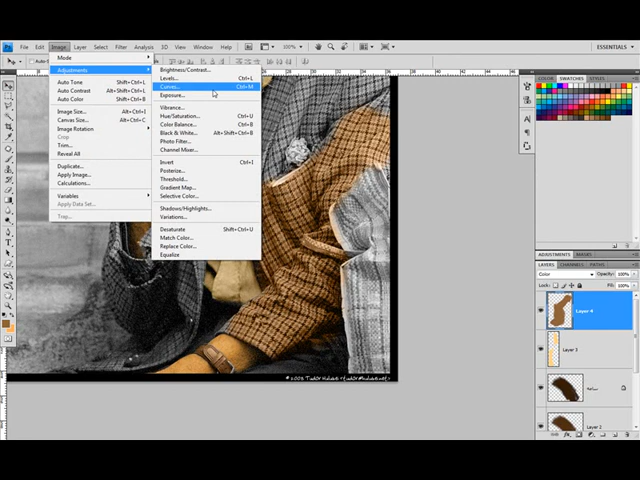 Ps File Edit Image Layer Select Filter Analysis View Window Help 100% ESSENTIALS
Mode
Adjustments
Auto Tone Shift+Ctrl+L
Auto Contrast Alt+Shift+Ctrl+L
Auto Color Shift+Ctrl+B
Image Size... Alt+Ctrl+I
Canvas Size... Alt+Ctrl+C
Image Rotation
Crop
Trim...
Reveal All
Duplicate...
Apply Image...
Calculations...
Variables
Apply Data Set...
Trap...
Brightness/Contrast...
Levels... Ctrl+L
Curves... Ctrl+M
Exposure...
Vibrance...
Hue/Saturation... Ctrl+U
Color Balance... Ctrl+B
Black & White... Alt+Shift+Ctrl+B
Photo Filter...
Channel Mixer...
Invert Ctrl+I
Posterize...
Threshold...
Gradient Map...
Selective Color...
Shadows/Highlights...
Variations...
Desaturate Shift+Ctrl+U
Match Color...
Replace Color...
Equalize
COLOR SWATCHES STYLES
ADJUSTMENTS MASKS
LAYERS CHANNELS PATHS
Color Opacity: 100%
Lock: Fill: 100%
Layer 4
Layer 3
Layer 2